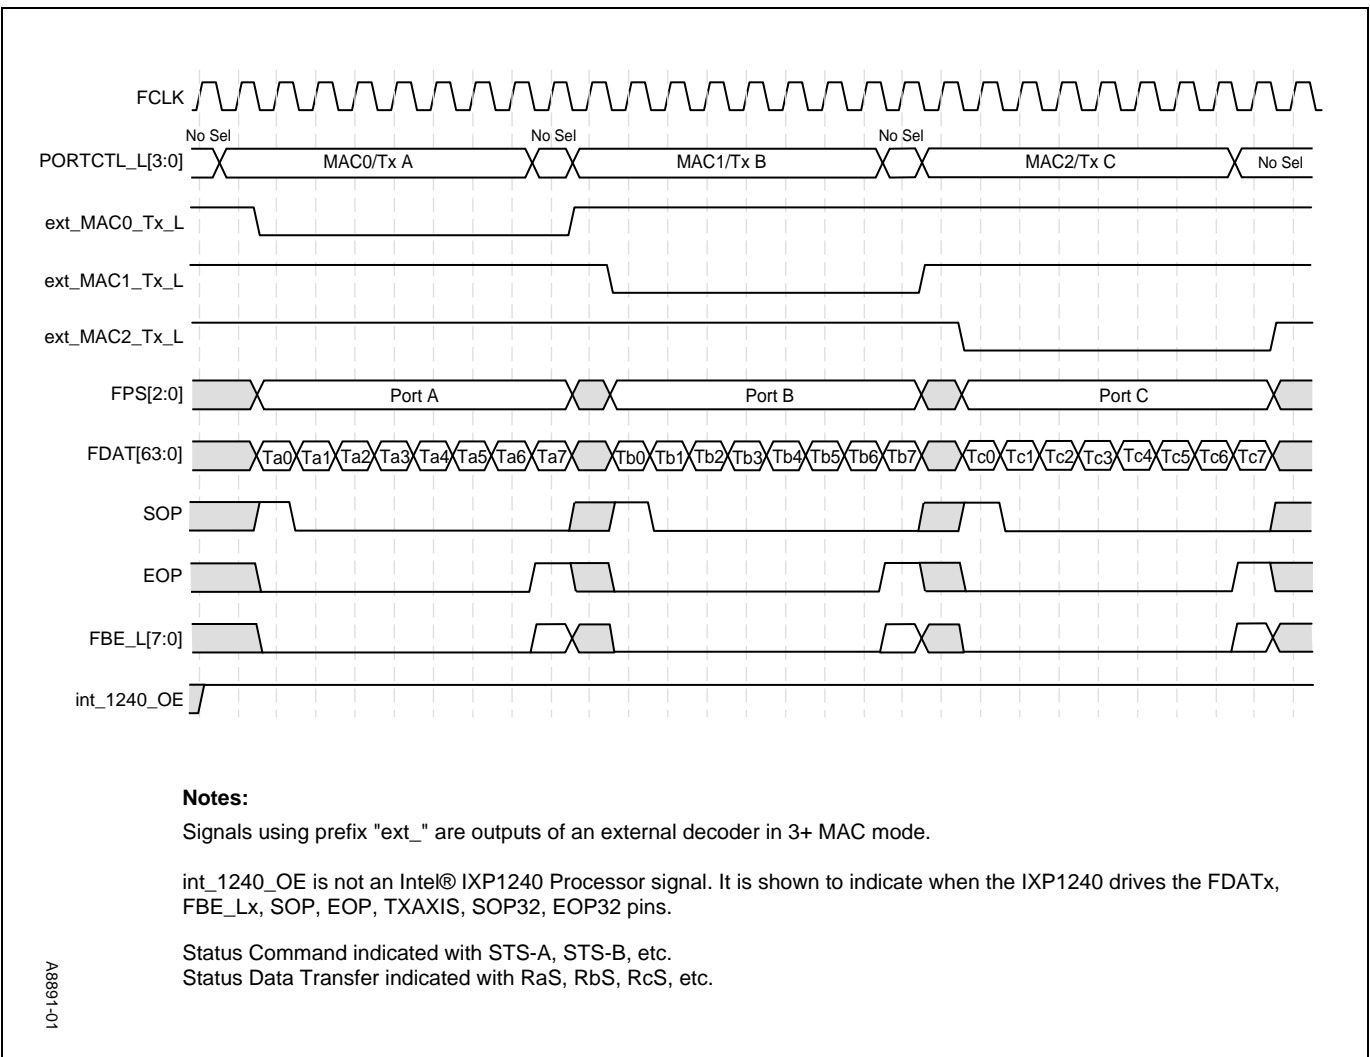 FCLK
No Sel No Sel No Sel
PORTCTL_L[3:0] MAC0/Tx A MAC1/Tx B MAC2/Tx C No Sel
ext_MAC0_Tx_L
ext_MAC1_Tx_L
ext_MAC2_Tx_L
FPS[2:0] Port A Port B Port C
FDAT[63:0] Ta0 Ta1 Ta2 Ta3 Ta4 Ta5 Ta6 Ta7 Tb0 Tb1 Tb2 Tb3 Tb4 Tb5 Tb6 Tb7 Tc0 Tc1 Tc2 Tc3 Tc4 Tc5 Tc6 Tc7
SOP
EOP
FBE_L[7:0]
int_1240_OE
Notes:
Signals using prefix "ext_" are outputs of an external decoder in 3+ MAC mode.
int_1240_OE is not an Intel® IXP1240 Processor signal. It is shown to indicate when the IXP1240 drives the FDATx,
FBE_Lx, SOP, EOP, TXAXIS, SOP32, EOP32 pins.
Status Command indicated with STS-A, STS-B, etc.
Status Data Transfer indicated with RaS, RbS, RcS, etc.
A8891-01